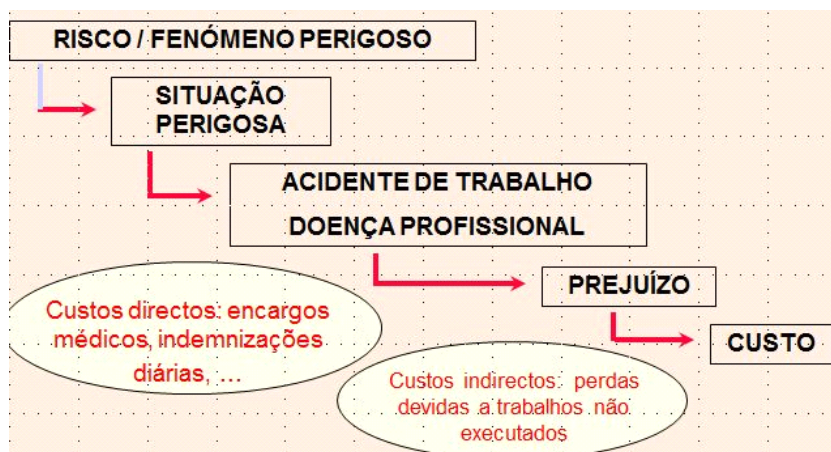 RISCO / FENÓMENO PERIGOSO
SITUAÇÃO
PERIGOSA
ACIDENTE DE TRABALHO
DOENÇA PROFISSIONAL
PREJUÍZO
CUSTO
Custos directos: encargos
médicos, indemnizações
diárias, ...
Custos indirectos: perdas
devidas a trabalhos não
executados